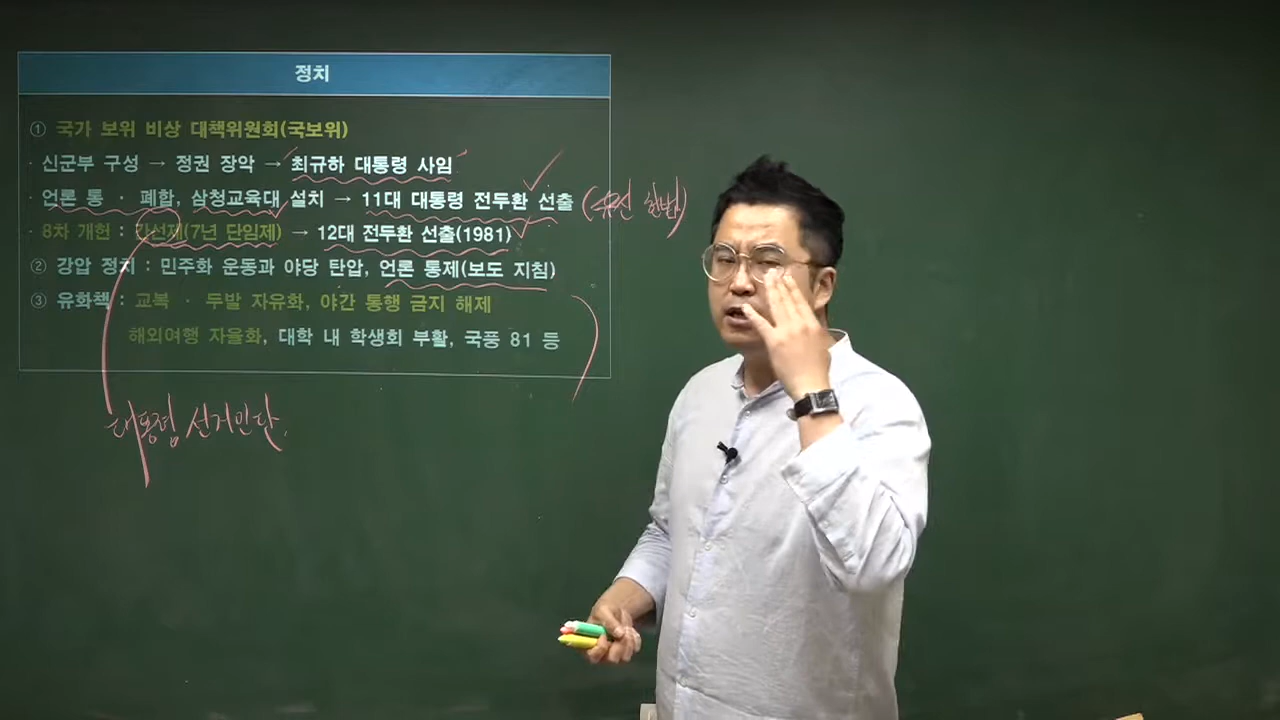 정치
① 국가 보위 비상 대책위원회(국보위)
· 신군부 구성 → 정권 장악 → 최규하 대통령 사임
· 언론 통 · 폐합, 삼청교육대 설치 → 11대 대통령 전두환 선출 (유신 헌법)
· 8차 개헌 : 간선제(7년 단임제) → 12대 전두환 선출(1981)
② 강압 정치 : 민주화 운동과 야당 탄압, 언론 통제(보도 지침)
③ 유화책 : 교복 · 두발 자유화, 야간 통행 금지 해제
해외여행 자율화, 대학 내 학생회 부활, 국풍 81 등
대통령 선거인단